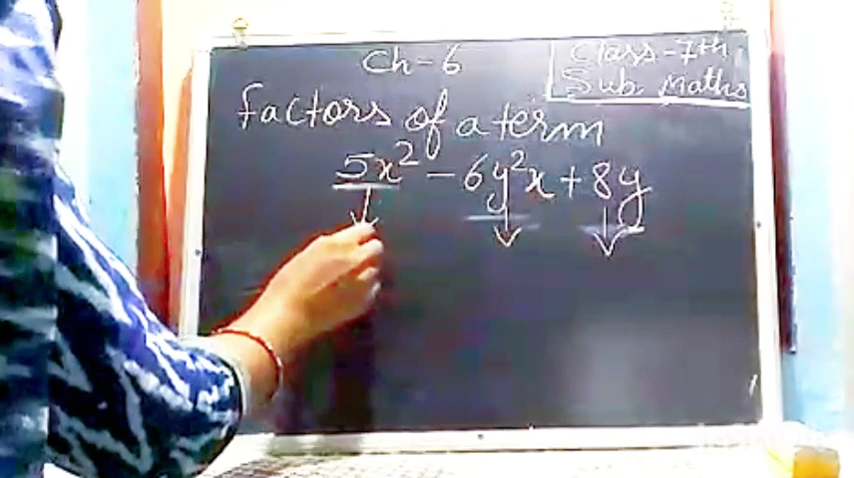 Ch-6
Class-7th
Sub Maths
factors of a term
5x² - 6y²x + 8y